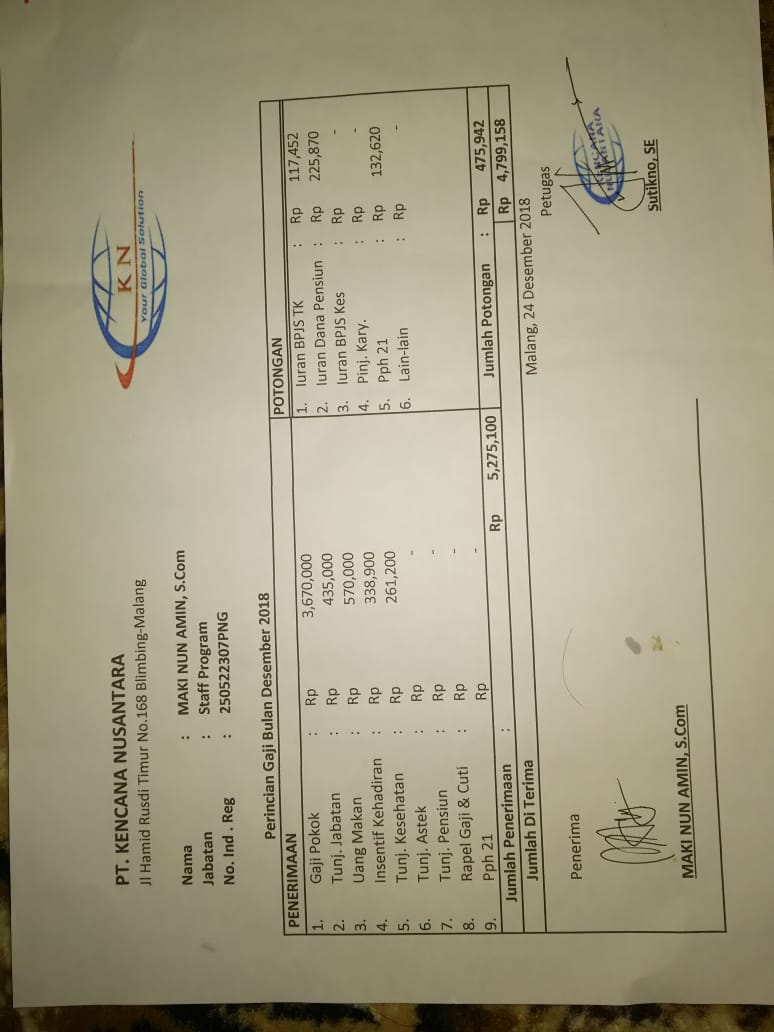 PT. KENCANA NUSANTARA
Jl Hamid Rusdi Timur No.168 Blimbing-Malang
KN
Your Global Solution
Nama : MAKI NUN AMIN, S.Com
Jabatan : Staff Program
No. Ind . Reg : 250522307PNG
Perincian Gaji Bulan Desember 2018
PENERIMAAN
1. Gaji Pokok : Rp 3,670,000
2. Tunj. Jabatan : Rp 435,000
3. Uang Makan : Rp 570,000
4. Insentif Kehadiran : Rp 338,900
5. Tunj. Kesehatan : Rp 261,200
6. Tunj. Astek : Rp -
7. Tunj. Pensiun : Rp -
8. Rapel Gaji & Cuti : Rp -
9. Pph 21 Rp -
Jumlah Penerimaan : Rp 5,275,100
POTONGAN
1. Iuran BPJS TK : Rp 117,452
2. Iuran Dana Pensiun : Rp 225,870
3. Iuran BPJS Kes : Rp -
4. Pinj. Kary. : Rp -
5. Pph 21 : Rp 132,620
6. Lain-lain : Rp -
Jumlah Potongan : Rp 475,942
Jumlah Di Terima Rp 4,799,158
Malang, 24 Desember 2018
Penerima
Petugas
KENCANA
NUSANTARA
MAKI NUN AMIN, S.Com
Sutikno, SE